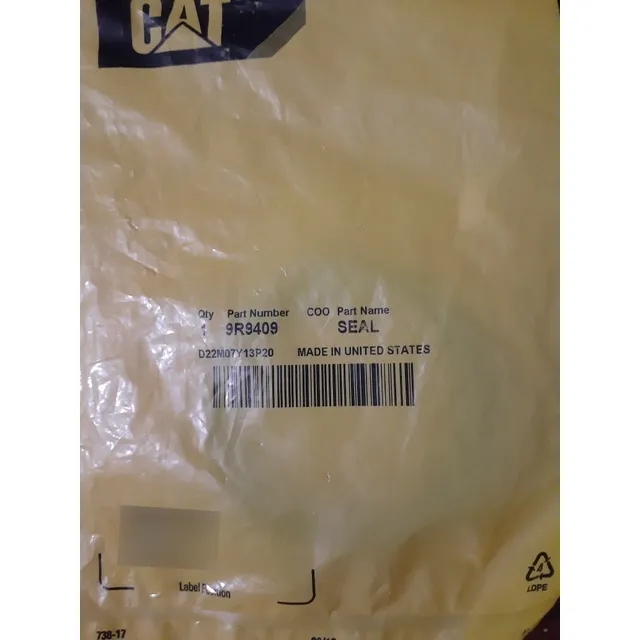 CAT
Qty Part Number COO Part Name
1 9R9409 SEAL
D22M07Y13P20 MADE IN UNITED STATES
Label Position
4
LDPE
738-17